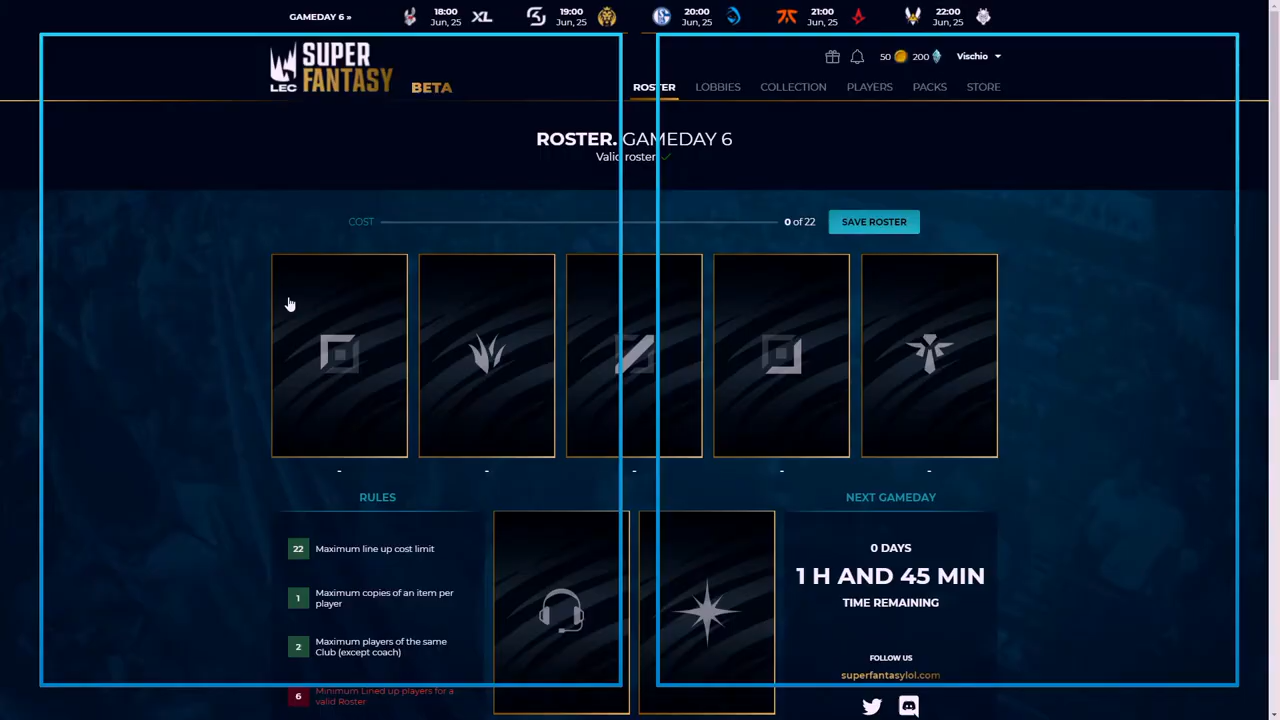 GAMEDAY 6 »
18:00
Jun, 25
XL
19:00
Jun, 25
20:00
Jun, 25
21:00
Jun, 25
22:00
Jun, 25
LEC
SUPER
FANTASY
BETA
50
200
Vischio
ROSTER
LOBBIES
COLLECTION
PLAYERS
PACKS
STORE
ROSTER. GAMEDAY 6
Valid roster
COST
0 of 22
SAVE ROSTER
-
-
-
-
-
RULES
22
Maximum line up cost limit
1
Maximum copies of an item per
player
2
Maximum players of the same
Club (except coach)
6
Minimum Lined up players for a
valid Roster
NEXT GAMEDAY
0 DAYS
1 H AND 45 MIN
TIME REMAINING
FOLLOW US
superfantasylol.com